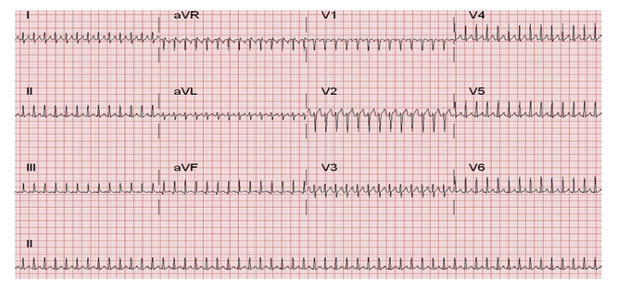 I aVR V1 V4
II aVL V2 V5
III aVF V3 V6
II